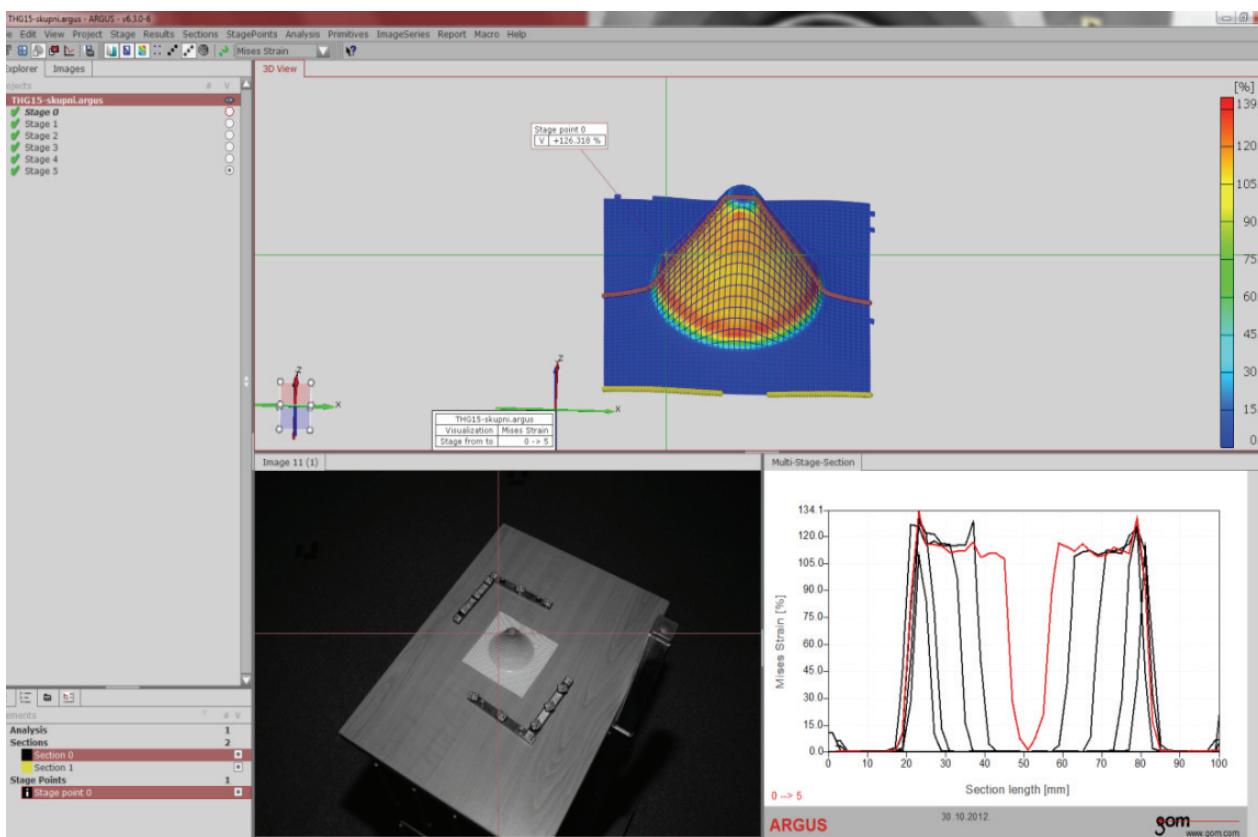 THG15-skupni.argus - ARGUS - v6.3.0-6
Edit View Project Stage Results Sections StagePoints Analysis Primitives ImageSeries Report Macro Help
Mises Strain
Explorer Images
# V
THG15-skupni.argus
Stage 0
Stage 1
Stage 2
Stage 3
Stage 4
Stage 5
3D View
Stage point 0
V +126.318 %
[%]
139
120
105
90
75
60
45
30
15
0
Z
X
Z
X
THG15-skupni.argus
Visualization Mises Strain
Stage from to 0 -> 5
Image 11 (1)
Multi-Stage-Section
134.1
120.0
105.0
90.0
75.0
60.0
45.0
30.0
15.0
0.0
Mises Strain [%]
0 10 20 30 40 50 60 70 80 90 100
Section length [mm]
0 --> 5
ARGUS
30.10.2012.
gom
www.gom.com
# V
Analysis 1
Sections 2
Section 0
Section 1
Stage Points 1
Stage point 0